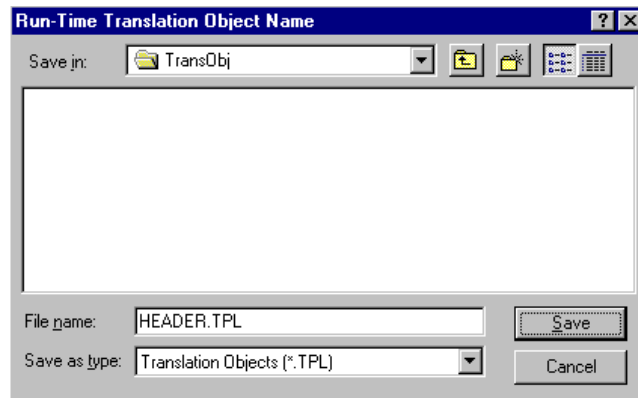 Run-Time Translation Object Name
Save in: TransObj
File name: HEADER.TPL Save
Save as type: Translation Objects (*.TPL) Cancel